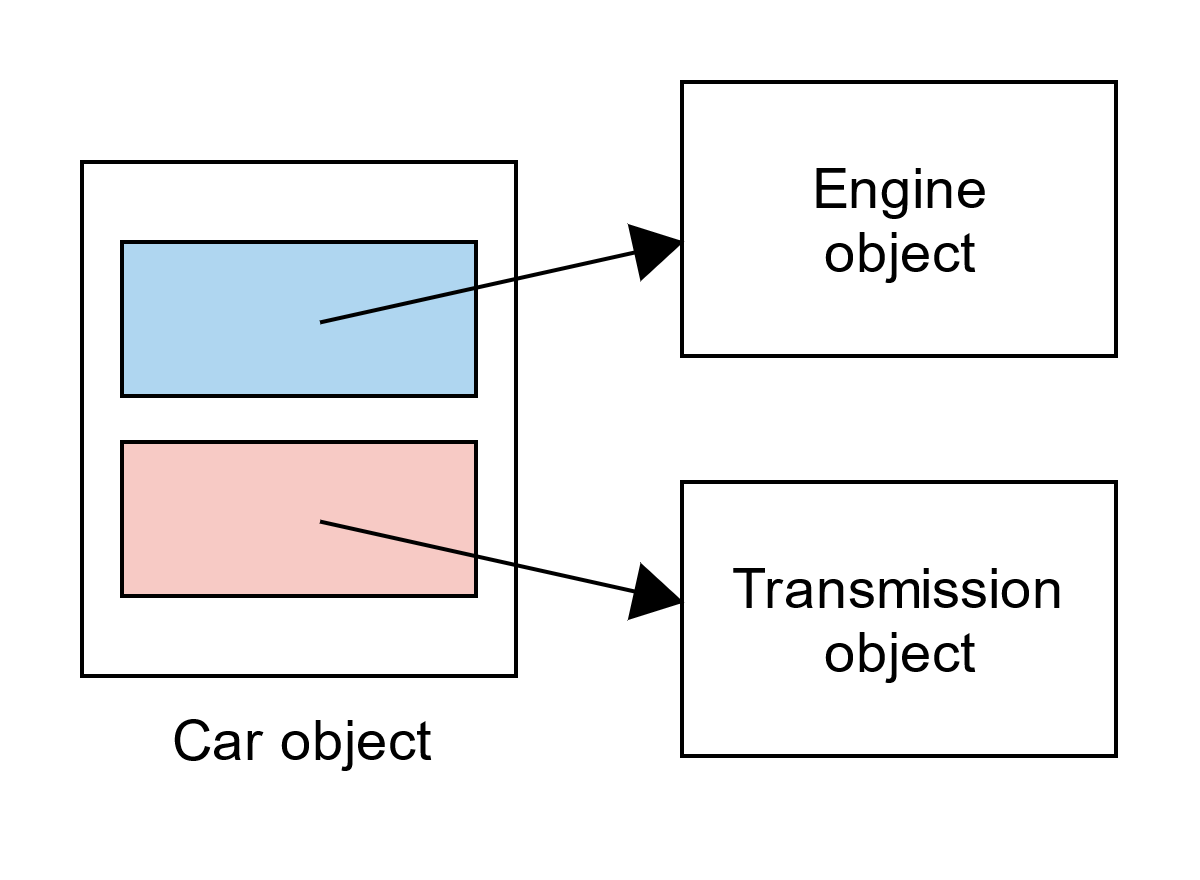 Engine
object
Transmission
object
Car object